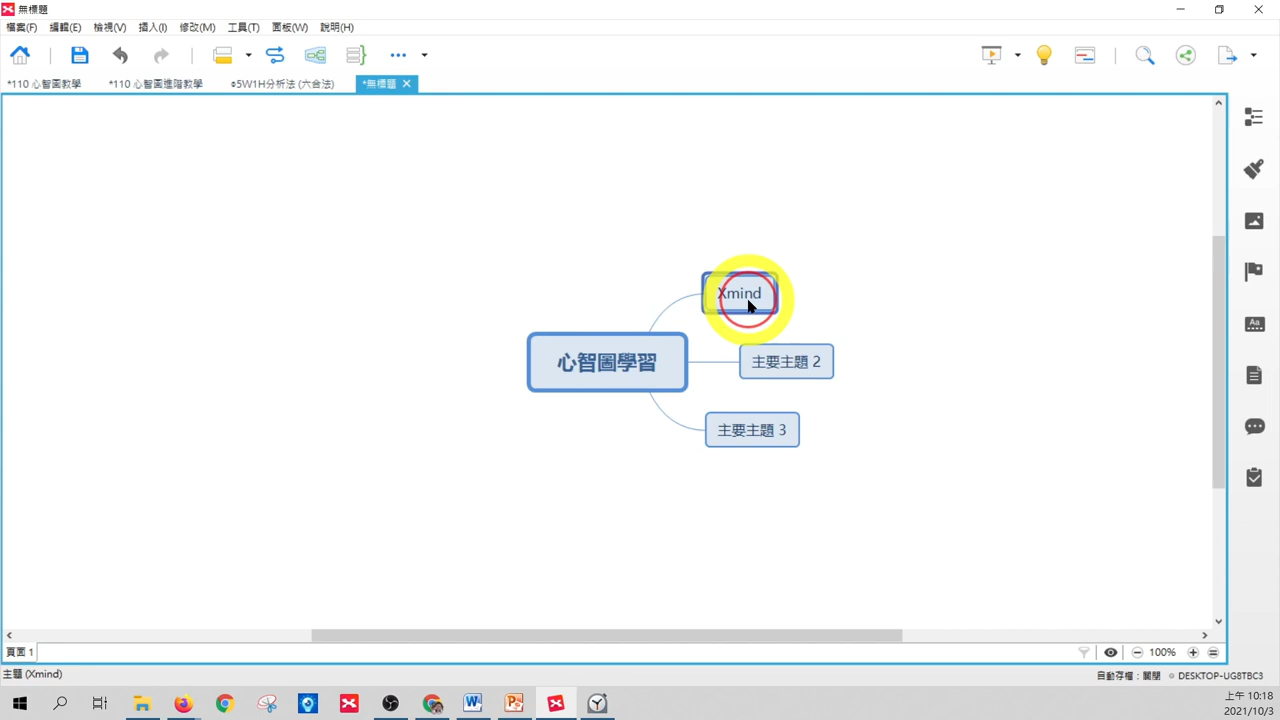 無標題
檔案(F) 編輯(E) 檢視(V) 插入(I) 修改(M) 工具(T) 面板(W) 說明(H)
*110 心智圖教學 *110 心智圖進階教學 5W1H分析法 (六合法) *無標題
Xmind
心智圖學習
主要主題 2
主要主題 3
Aa
頁面 1
100%
主題 (Xmind)
自動存檔：關閉 DESKTOP-UG8TBC3
上午 10:18
2021/10/3